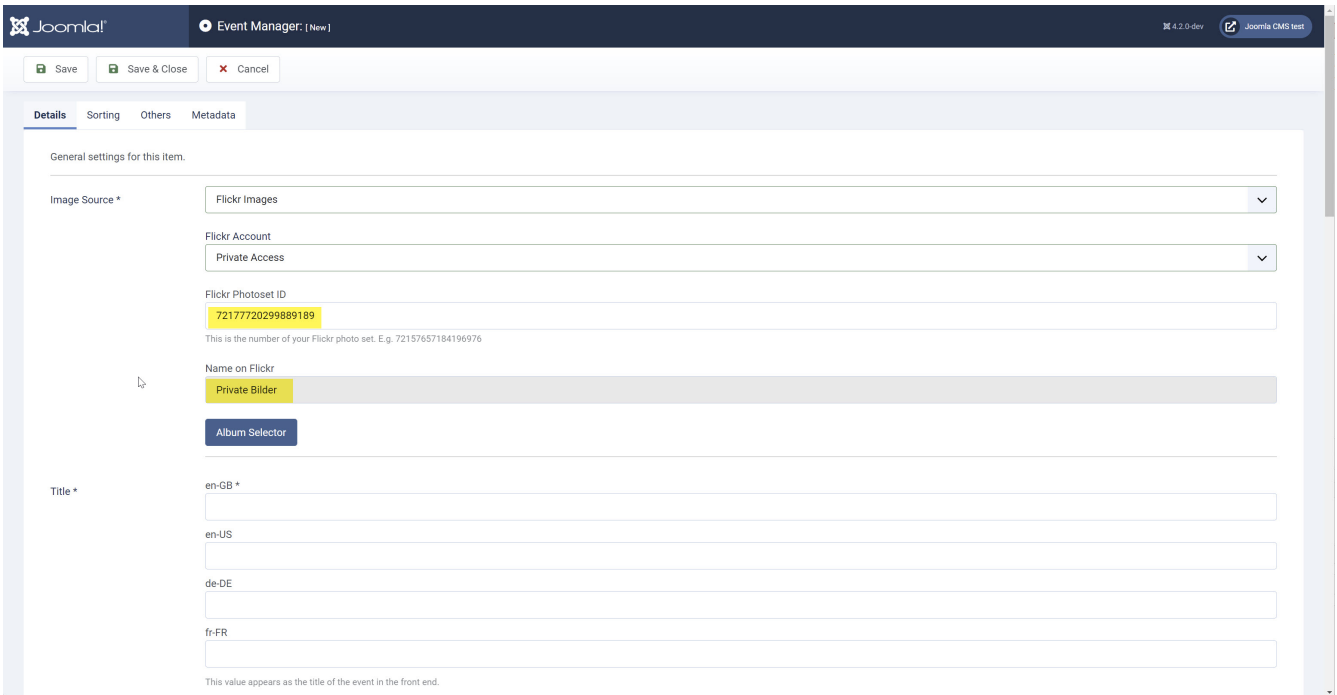 Joomla!® Event Manager: [ New ] 4.2.0-dev Joomla CMS test
Save Save & Close Cancel
Details Sorting Others Metadata
General settings for this item.
Image Source * Flickr Images
Flickr Account
Private Access
Flickr Photoset ID
72177720299889189
This is the number of your Flickr photo set. E.g. 72157657184196976
Name on Flickr
Private Bilder
Album Selector
Title * en-GB *
en-US
de-DE
fr-FR
This value appears as the title of the event in the front end.